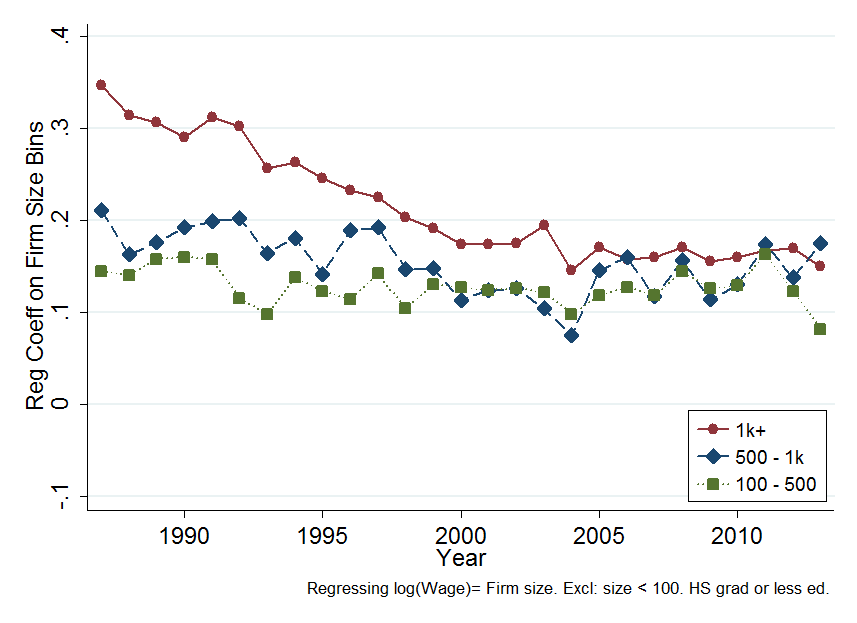 .4
.3
.2
.1
0
-.1
Reg Coeff on Firm Size Bins
1k+
500 - 1k
100 - 500
1990 1995 2000 2005 2010
Year
Regressing log(Wage)= Firm size. Excl: size < 100. HS grad or less ed.